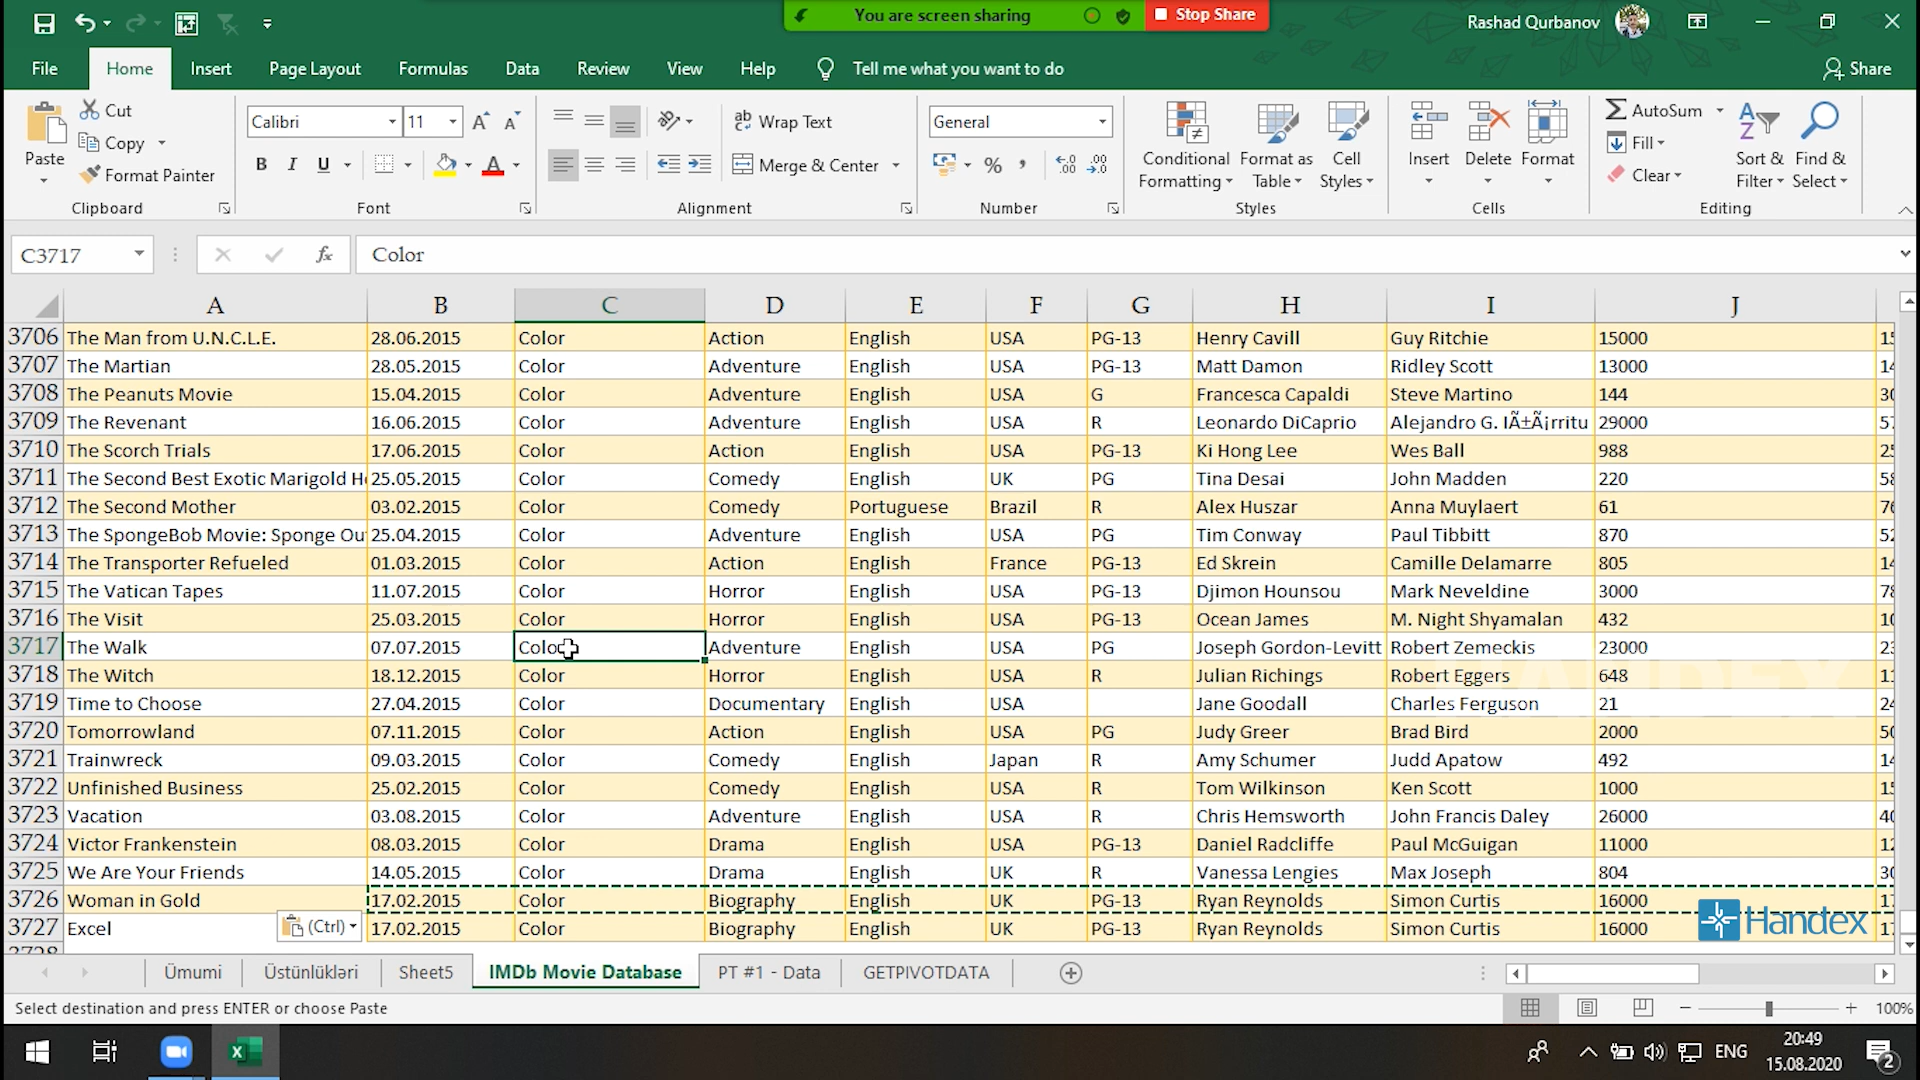 You are screen sharing
Stop Share
Rashad Qurbanov
File Home Insert Page Layout Formulas Data Review View Help Tell me what you want to do Share
Paste Cut Copy Format Painter Clipboard
Calibri 11 B I U A Font
Wrap Text Merge & Center Alignment
General % , Number
Conditional Formatting Format as Table Cell Styles Styles
Insert Delete Format Cells
AutoSum Fill Clear Sort & Filter Find & Select Editing
C3717 fx Color
A B C D E F G H I J
3706 The Man from U.N.C.L.E. 28.06.2015 Color Action English USA PG-13 Henry Cavill Guy Ritchie 15000
3707 The Martian 28.05.2015 Color Adventure English USA PG-13 Matt Damon Ridley Scott 13000
3708 The Peanuts Movie 15.04.2015 Color Adventure English USA G Francesca Capaldi Steve Martino 144
3709 The Revenant 16.06.2015 Color Adventure English USA R Leonardo DiCaprio Alejandro G. IÃ±Ã¡rritu 29000
3710 The Scorch Trials 17.06.2015 Color Action English USA PG-13 Ki Hong Lee Wes Ball 988
3711 The Second Best Exotic Marigold 25.05.2015 Color Comedy English UK PG Tina Desai John Madden 220
3712 The Second Mother 03.02.2015 Color Comedy Portuguese Brazil R Alex Huszar Anna Muylaert 61
3713 The SpongeBob Movie: Sponge 25.04.2015 Color Adventure English USA PG Tim Conway Paul Tibbitt 870
3714 The Transporter Refueled 01.03.2015 Color Action English France PG-13 Ed Skrein Camille Delamarre 805
3715 The Vatican Tapes 11.07.2015 Color Horror English USA PG-13 Djimon Hounsou Mark Neveldine 3000
3716 The Visit 25.03.2015 Color Horror English USA PG-13 Ocean James M. Night Shyamalan 432
3717 The Walk 07.07.2015 Color Adventure English USA PG Joseph Gordon-Levitt Robert Zemeckis 23000
3718 The Witch 18.12.2015 Color Horror English USA R Julian Richings Robert Eggers 648
3719 Time to Choose 27.04.2015 Color Documentary English USA Jane Goodall Charles Ferguson 21
3720 Tomorrowland 07.11.2015 Color Action English USA PG Judy Greer Brad Bird 2000
3721 Trainwreck 09.03.2015 Color Comedy English Japan R Amy Schumer Judd Apatow 492
3722 Unfinished Business 25.02.2015 Color Comedy English USA R Tom Wilkinson Ken Scott 1000
3723 Vacation 03.08.2015 Color Adventure English USA R Chris Hemsworth John Francis Daley 26000
3724 Victor Frankenstein 08.03.2015 Color Drama English USA PG-13 Daniel Radcliffe Paul McGuigan 11000
3725 We Are Your Friends 14.05.2015 Color Drama English UK R Vanessa Lengies Max Joseph 804
3726 Woman in Gold 17.02.2015 Color Biography English UK PG-13 Ryan Reynolds Simon Curtis 16000
3727 Excel (Ctrl) 17.02.2015 Color Biography English UK PG-13 Ryan Reynolds Simon Curtis 16000
Handex
Ümumi Üstünlükləri Sheet5 IMDb Movie Database PT #1 - Data GETPIVOTDATA
Select destination and press ENTER or choose Paste 100%
ENG 20:49
15.08.2020
2